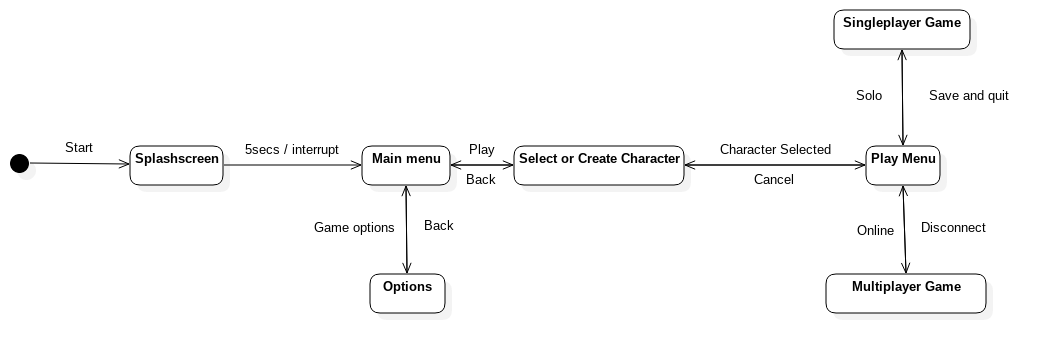 Singleplayer Game
Solo
Save and quit
Start
Splashscreen
5secs / interrupt
Main menu
Play
Back
Select or Create Character
Character Selected
Cancel
Play Menu
Game options
Back
Online
Disconnect
Options
Multiplayer Game